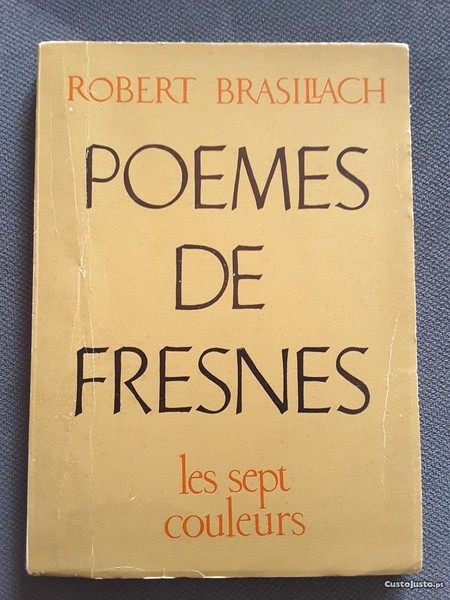 ROBERT BRASILLACH
POEMES
DE
FRESNES
les sept
couleurs
CustoJusto.pt